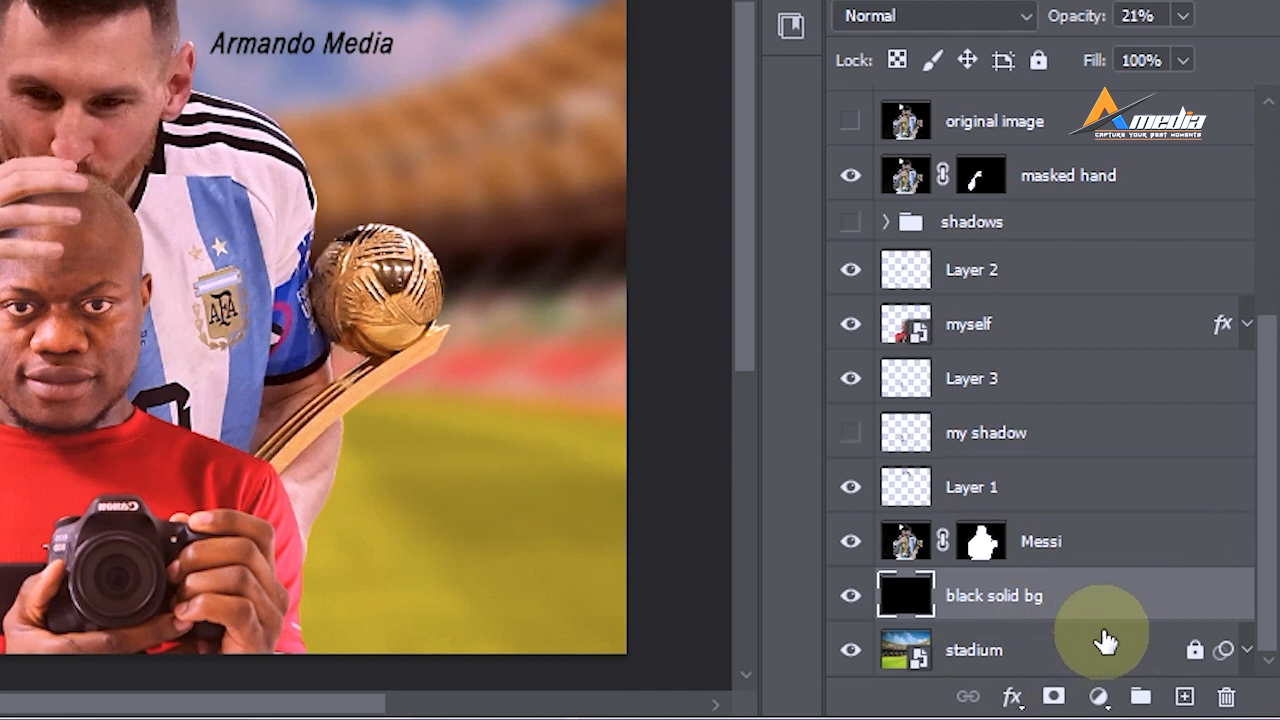 Normal
Opacity: 21%
Armando Media
Lock:
Fill: 100%
original image
A media
CAPTURE YOUR BEST MOMENTS
masked hand
shadows
Layer 2
AFA
myself
fx
Layer 3
my shadow
Layer 1
Canon
Messi
black solid bg
stadium
fx